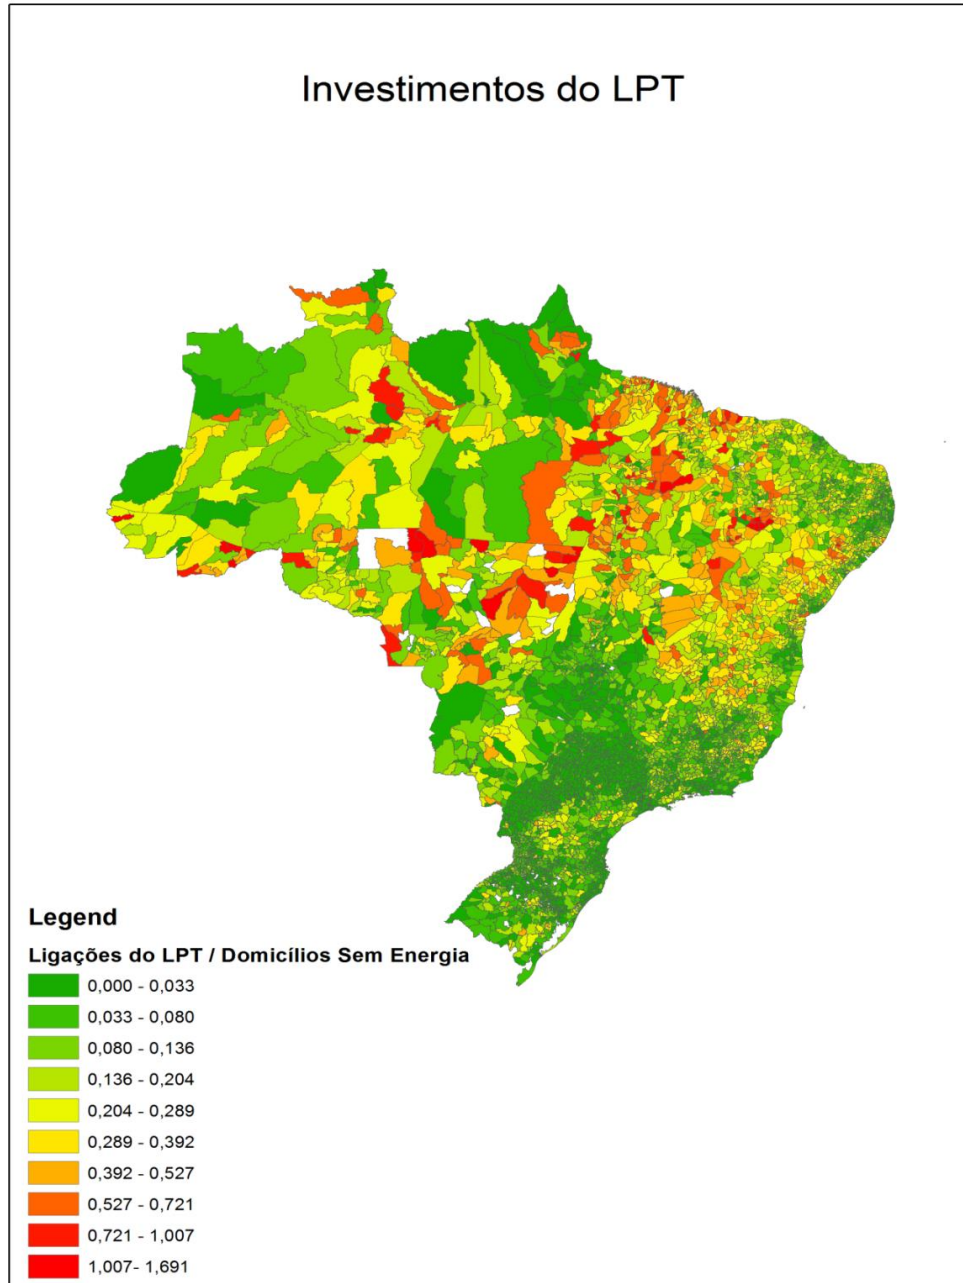 Investimentos do LPT
Legend
Ligações do LPT / Domicílios Sem Energia
0,000 - 0,033
0,033 - 0,080
0,080 - 0,136
0,136 - 0,204
0,204 - 0,289
0,289 - 0,392
0,392 - 0,527
0,527 - 0,721
0,721 - 1,007
1,007- 1,691